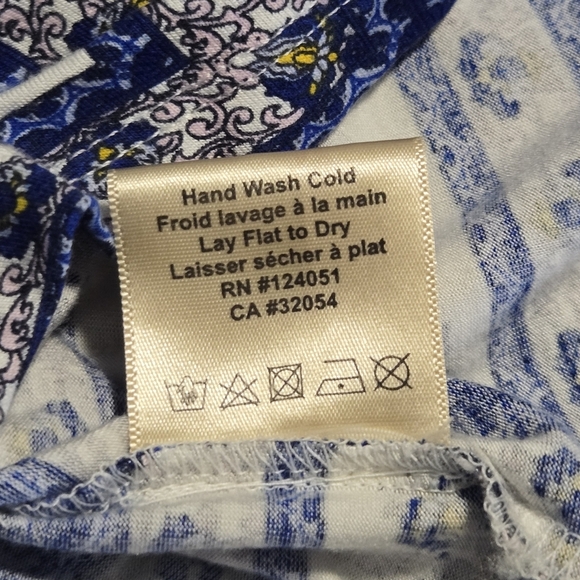 Hand Wash Cold
Froid lavage à la main
Lay Flat to Dry
Laisser sécher à plat
RN #124051
CA #32054